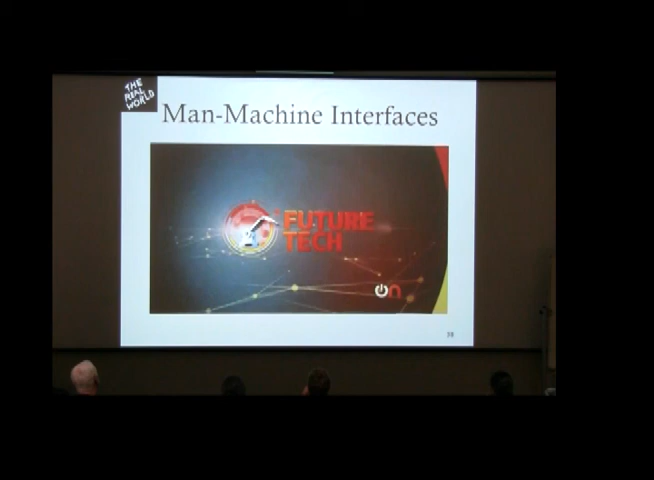 THE
REAL
WORLD
Man-Machine Interfaces
FUTURE
TECH
on